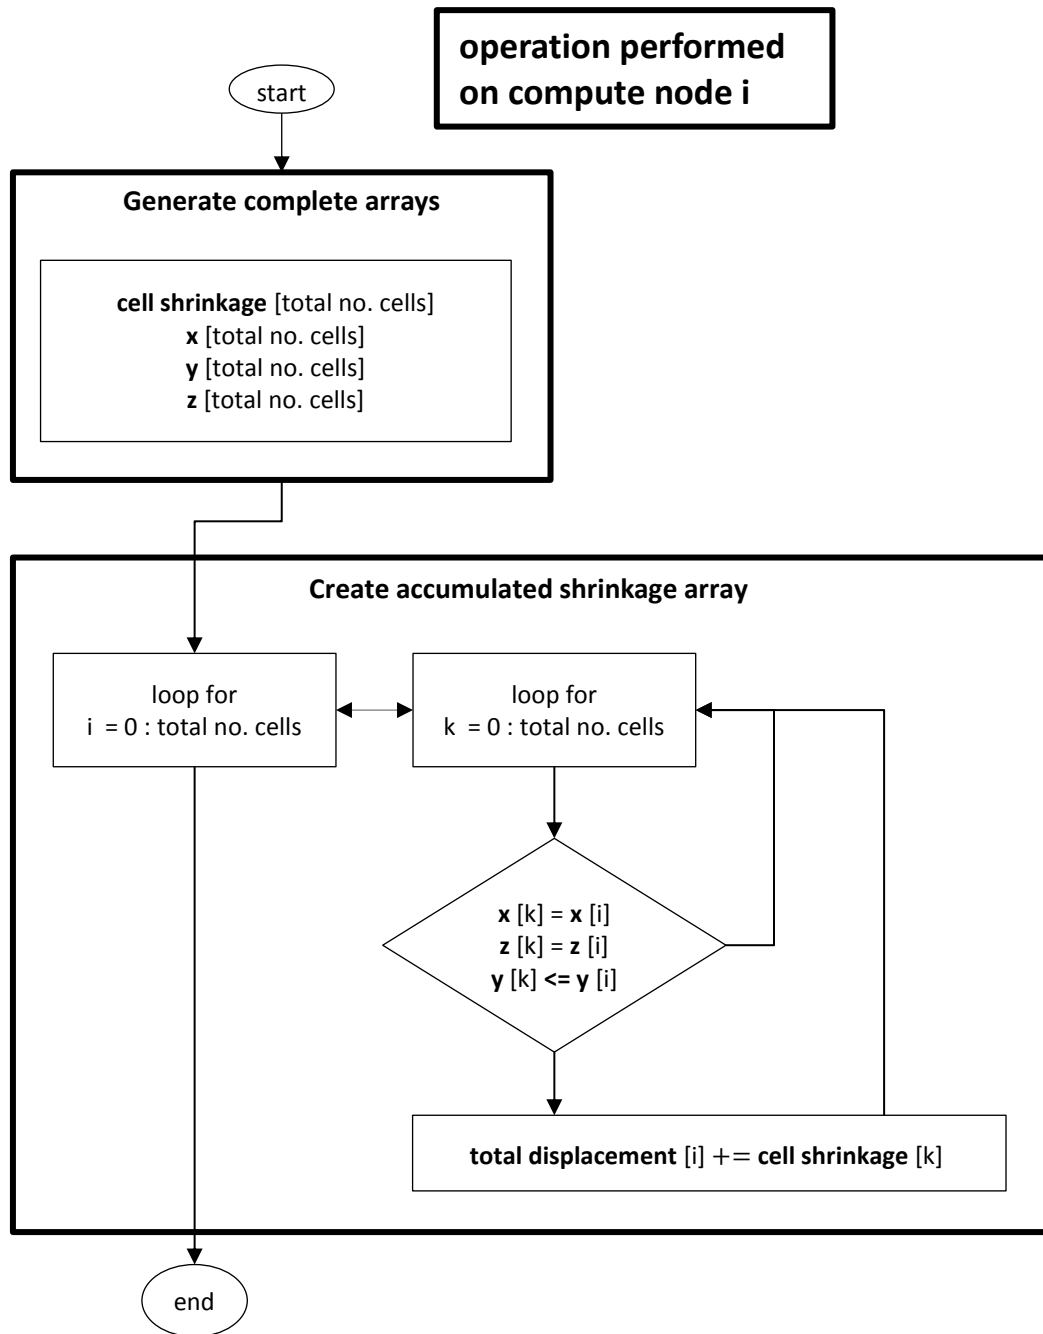 operation performed
on compute node i
start
Generate complete arrays
cell shrinkage [total no. cells]
x [total no. cells]
y [total no. cells]
z [total no. cells]
Create accumulated shrinkage array
loop for
i = 0 : total no. cells
loop for
k = 0 : total no. cells
x [k] = x [i]
z [k] = z [i]
y [k] <= y [i]
total displacement [i] += cell shrinkage [k]
end